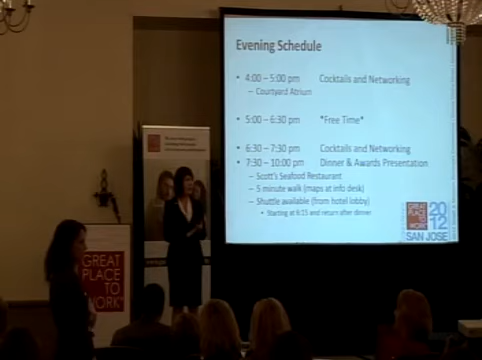 Evening Schedule
• 4:00 – 5:00 pm Cocktails and Networking
– Courtyard Atrium
• 5:00 – 6:30 pm *Free Time*
• 6:30 – 7:30 pm Cocktails and Networking
• 7:30 – 10:00 pm Dinner & Awards Presentation
– Scott's Seafood Restaurant
– 5 minute walk (maps at info desk)
– Shuttle available (from hotel lobby)
• Starting at 6:15 and return after dinner
GREAT
PLACE
TO
WORK
2012
SAN JOSE
GREAT
PLACE
TO
WORK